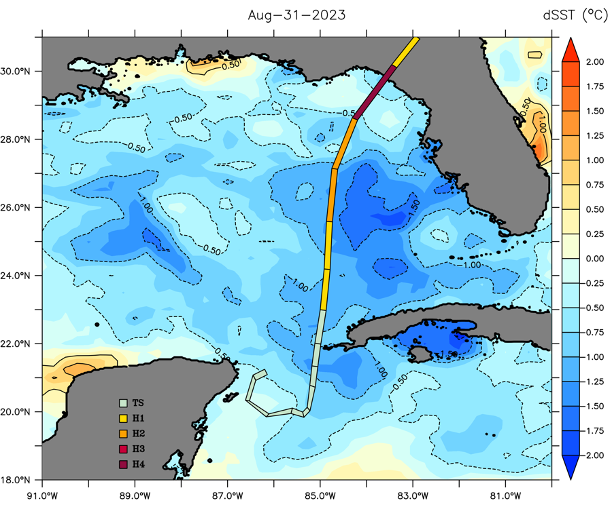 Aug-31-2023
dSST (°C)
30.0°N
28.0°N
26.0°N
24.0°N
22.0°N
20.0°N
18.0°N
91.0°W
89.0°W
87.0°W
85.0°W
83.0°W
81.0°W
TS
H1
H2
H3
H4
2.00
1.75
1.50
1.25
1.00
0.75
0.50
0.25
0.00
0.25
0.50
0.75
1.00
1.25
1.50
1.75
2.00
-0.50
-0.50
-0.50
-0.50
-1.00
-1.00
-0.50